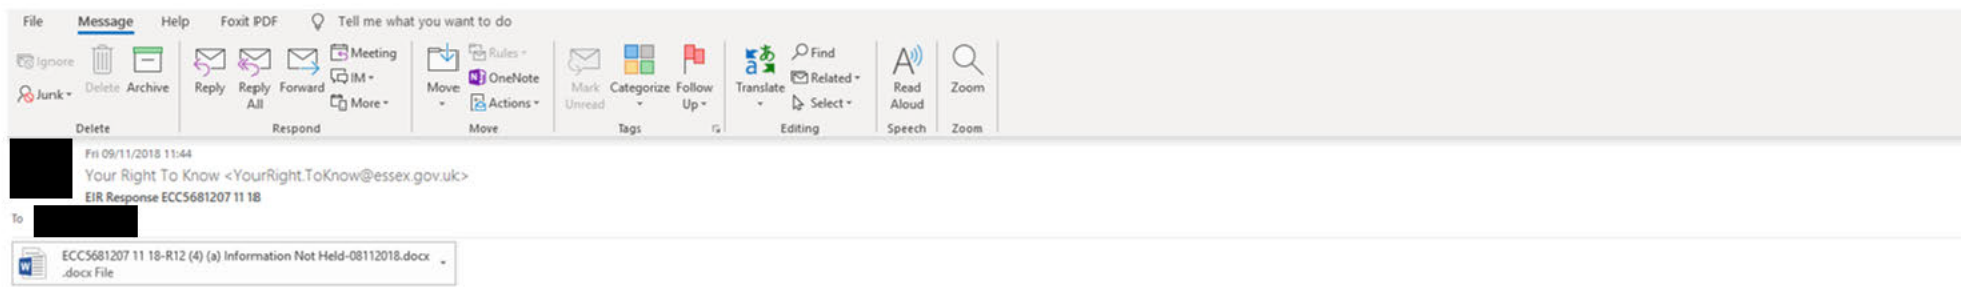 File Message Help Foxit PDF Tell me what you want to do
Ignore
Junk
Delete
Archive
Delete
Reply
Reply All
Forward
Meeting
IM
More
Respond
Move
Rules
OneNote
Actions
Move
Mark Unread
Categorize
Follow Up
Tags
Translate
Find
Related
Select
Editing
Read Aloud
Speech
Zoom
Zoom
Fri 09/11/2018 11:44
Your Right To Know <YourRight.ToKnow@essex.gov.uk>
EIR Response ECC5681207 11 18
To
ECC5681207 11 18-R12 (4) (a) Information Not Held-08112018.docx
.docx File